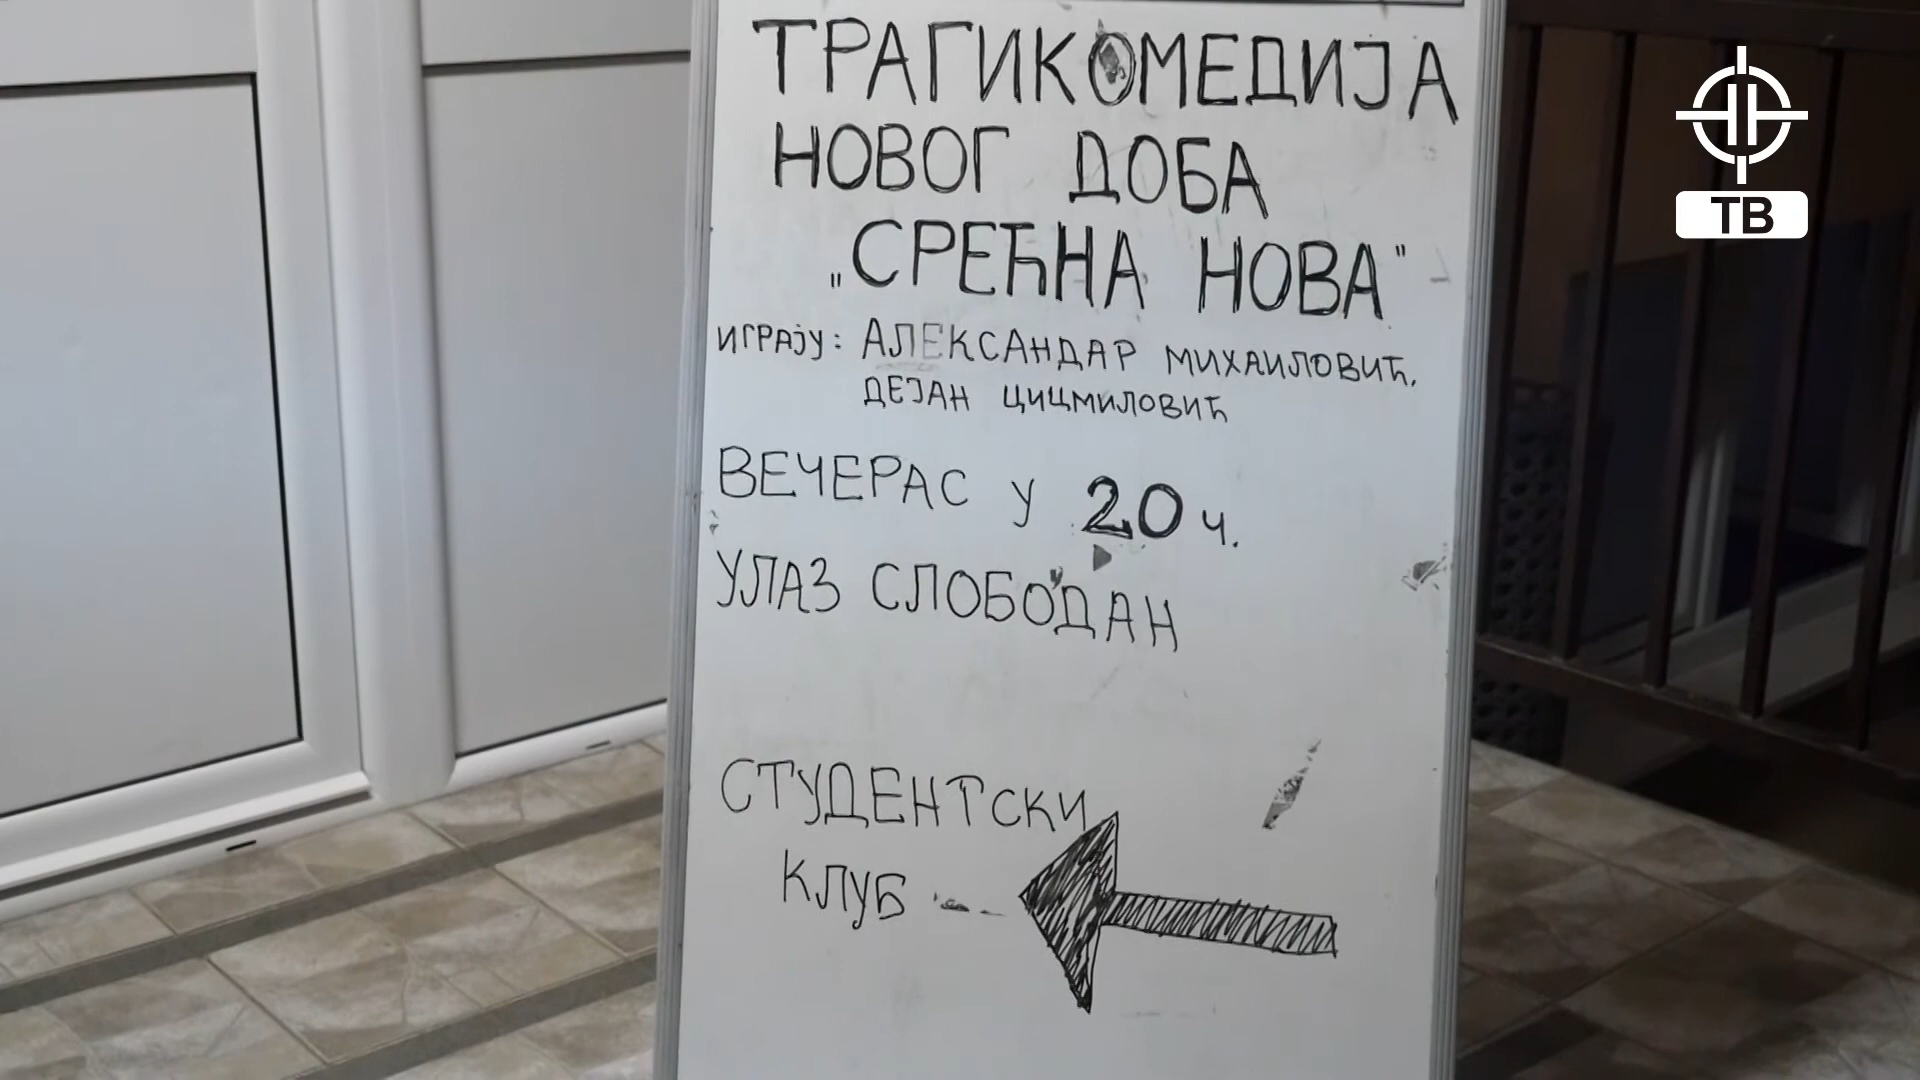 ТРАГИКОМЕДИЈА
НОВОГ ДОБА
„СРЕЋНА НОВА"
ИГРАЈУ: АЛЕКСАНДАР МИХАИЛОВИЋ,
ДЕЈАН ЦИЦМИЛОВИЋ
ВЕЧЕРАС У 20 Ч.
УЛАЗ СЛОБОДАН
СТУДЕНТСКИ
КЛУБ
ТВ